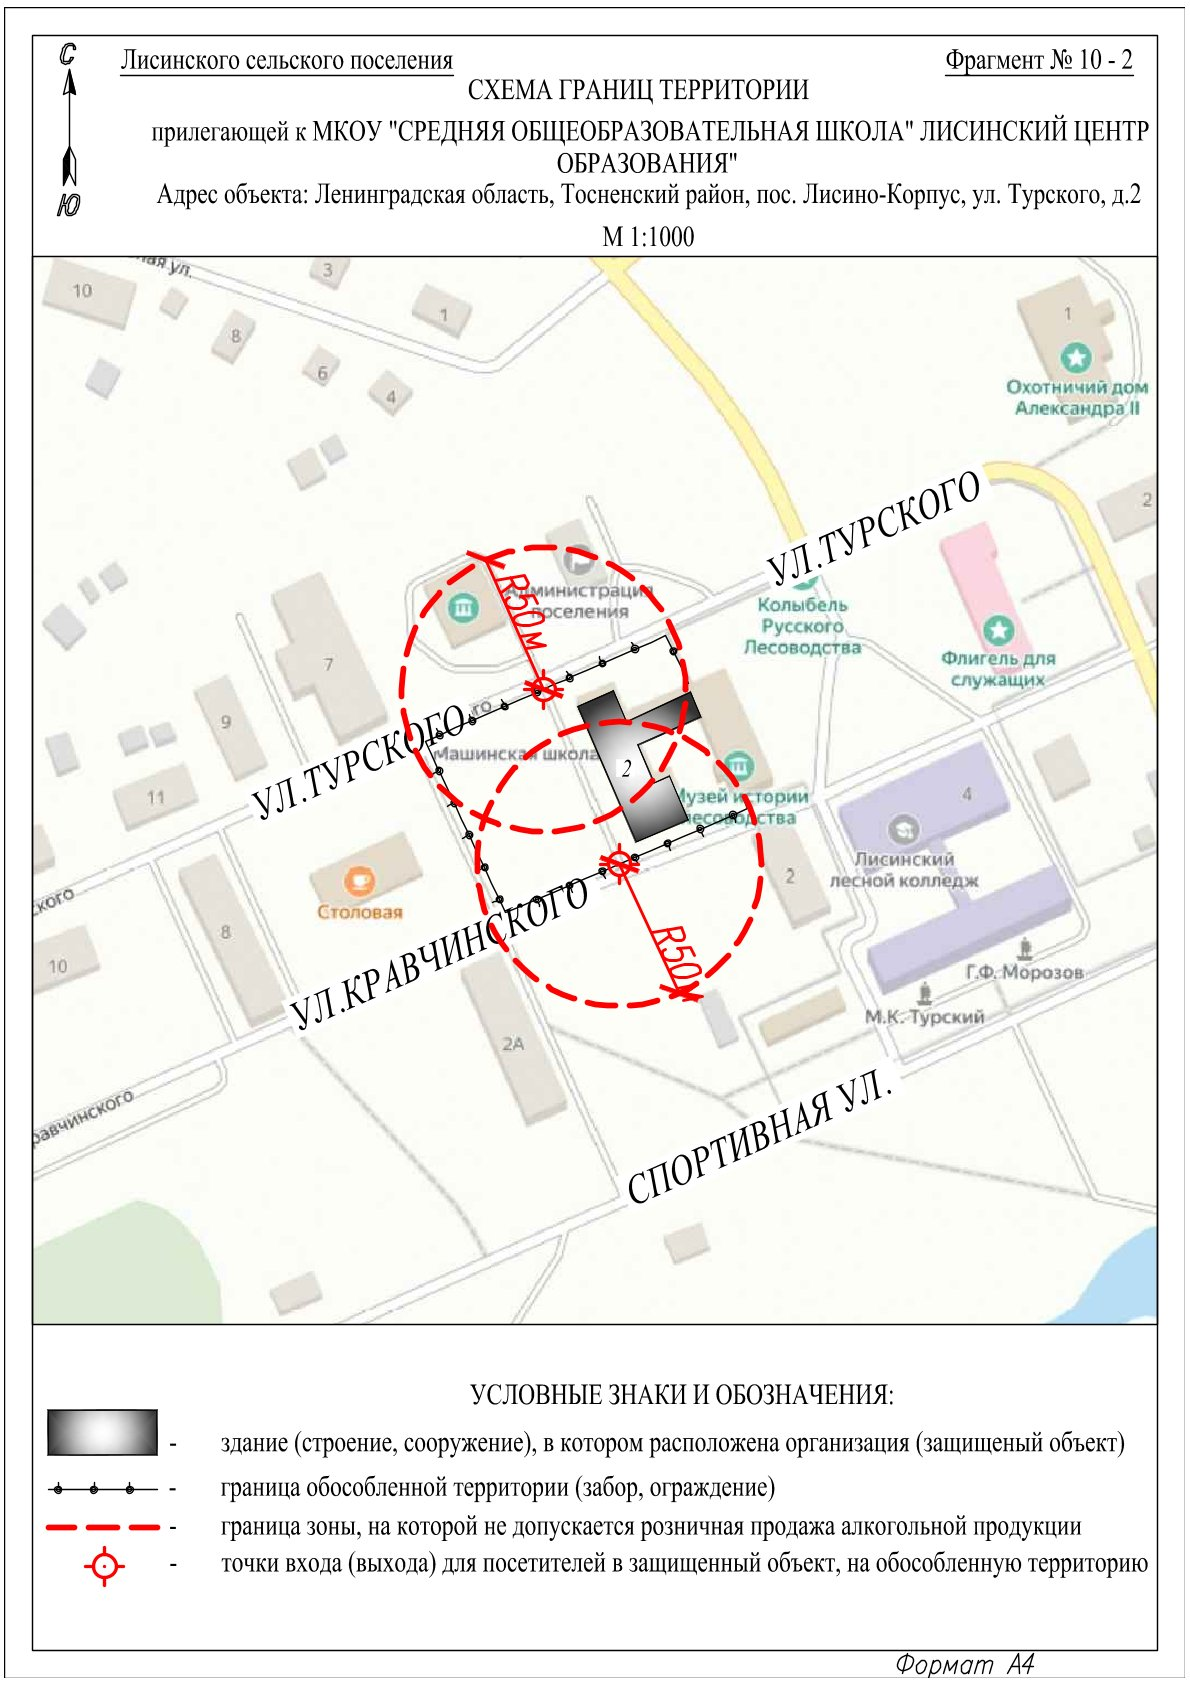 С
Ю
Лисинского сельского поселения
Фрагмент № 10 - 2
СХЕМА ГРАНИЦ ТЕРРИТОРИИ
прилегающей к МКОУ "СРЕДНЯЯ ОБЩЕОБРАЗОВАТЕЛЬНАЯ ШКОЛА" ЛИСИНСКИЙ ЦЕНТР
ОБРАЗОВАНИЯ"
Адрес объекта: Ленинградская область, Тосненский район, пос. Лисино-Корпус, ул. Турского, д.2
М 1:1000
ная ул.
3
10
1
1
8
6
4
Охотничий дом
Александра II
2
УЛ.ТУРСКОГО
R50м
Администрация
поселения
Колыбель
Русского
Лесоводства
Флигель для
служащих
7
9
го
УЛ.ТУРСКОГО
Машинская школа
2
11
Музей истории
лесоводства
4
Лисинский
лесной колледж
2
Столовая
ского
8
УЛ.КРАВЧИНСКОГО
R50
10
Г.Ф. Морозов
М.К. Турский
2А
равчинского
СПОРТИВНАЯ УЛ.
УСЛОВНЫЕ ЗНАКИ И ОБОЗНАЧЕНИЯ:
- здание (строение, сооружение), в котором расположена организация (защищеный объект)
- граница обособленной территории (забор, ограждение)
- граница зоны, на которой не допускается розничная продажа алкогольной продукции
- точки входа (выхода) для посетителей в защищенный объект, на обособленную территорию
Формат А4